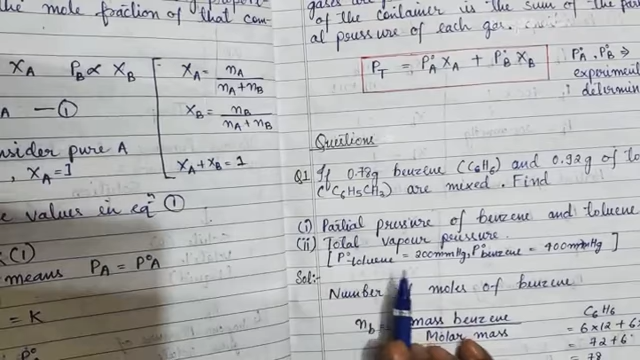 the mole fraction of that com-
X_A P_B ∝ X_B
X_A = n_A / (n_A + n_B)
X_B = n_B / (n_A + n_B)
A — ①
nsider pure A
, X_A = 1
X_A + X_B = 1
values in eqⁿ ①
(1)
means P_A = P°_A
= K
of the container is the sum of the
al pressure of each gas.
P_T = P°_A X_A + P°_B X_B
P°_A, P°_B →
experiment
determin
Questions
Q1 If 0.78g benzene (C6H6) and 0.92g of to
(C6H5CH3) are mixed. Find
(i) Partial pressure of benzene and toluene
(ii) Total vapour pressure.
[P°toluene = 200mmHg, P°benzene = 400mmHg]
Sol:-
Number moles of benzene
n_b = mass benzene / Molar mass
C6H6
= 6×12+6
= 72+6
= 78